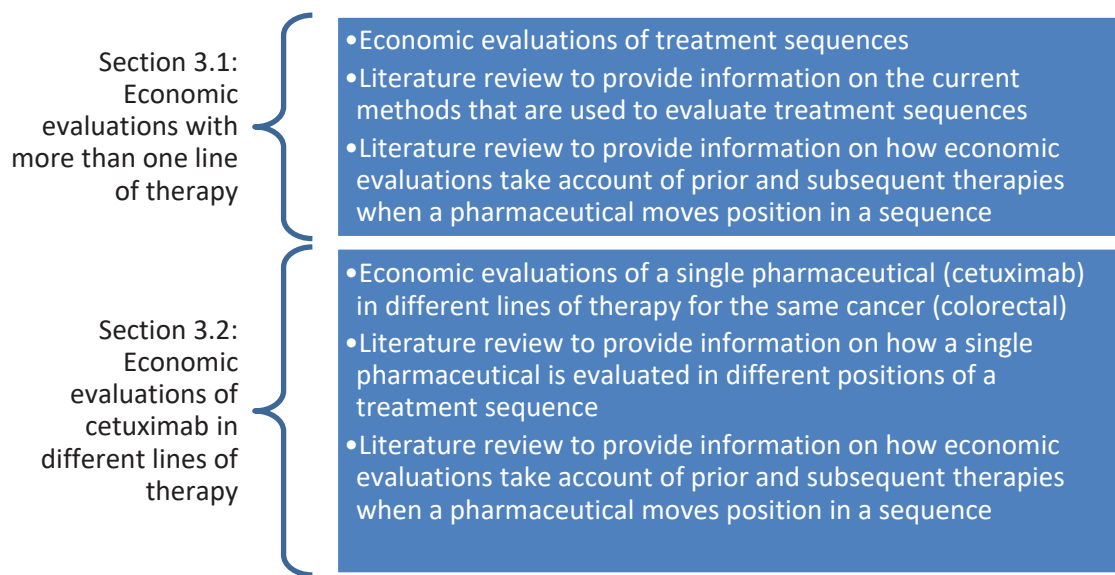 Section 3.1:
Economic
evaluations with
more than one line
of therapy
•Economic evaluations of treatment sequences
•Literature review to provide information on the current
methods that are used to evaluate treatment sequences
•Literature review to provide information on how economic
evaluations take account of prior and subsequent therapies
when a pharmaceutical moves position in a sequence
Section 3.2:
Economic
evaluations of
cetuximab in
different lines of
therapy
•Economic evaluations of a single pharmaceutical (cetuximab)
in different lines of therapy for the same cancer (colorectal)
•Literature review to provide information on how a single
pharmaceutical is evaluated in different positions of a
treatment sequence
•Literature review to provide information on how economic
evaluations take account of prior and subsequent therapies
when a pharmaceutical moves position in a sequence